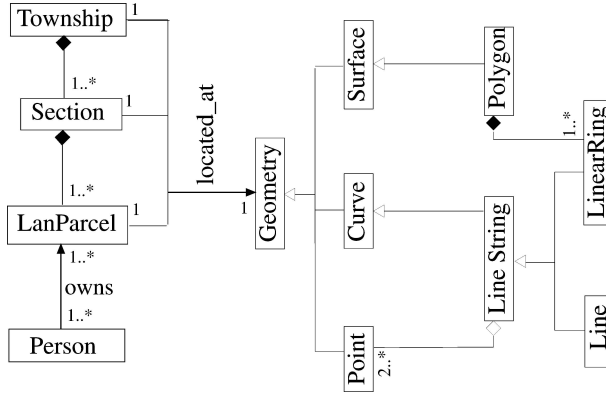 Township
1
1..*
Section
1
1..*
LanParcel
1
1..*
owns
1..*
Person
located_at
1
Geometry
Surface
Curve
Point
2..*
Polygon
Line String
1..*
LinearRing
Line